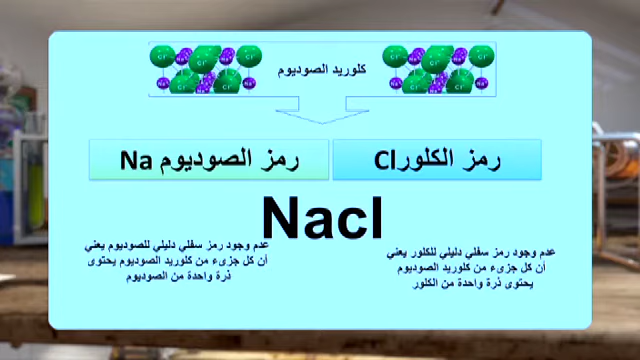 كلوريد الصوديوم
رمز الكلورCl
رمز الصوديوم Na
Nacl
عدم وجود رمز سفلي دليلي للكلور يعني
أن كل جزىء من كلوريد الصوديوم
يحتوى ذرة واحدة من الكلور
عدم وجود رمز سفلي دليلي للصوديوم يعني
أن كل جزىء من كلوريد الصوديوم يحتوى
ذرة واحدة من الصوديوم